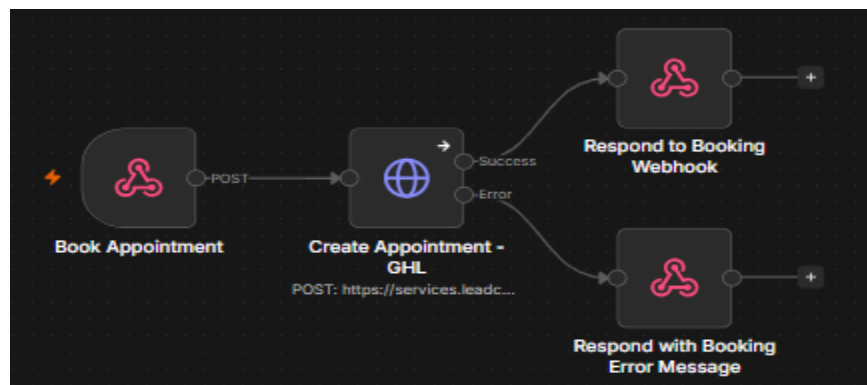 POST
Book Appointment
Success
Error
Create Appointment -
GHL
POST: https://services.leadc...
Respond to Booking
Webhook
Respond with Booking
Error Message